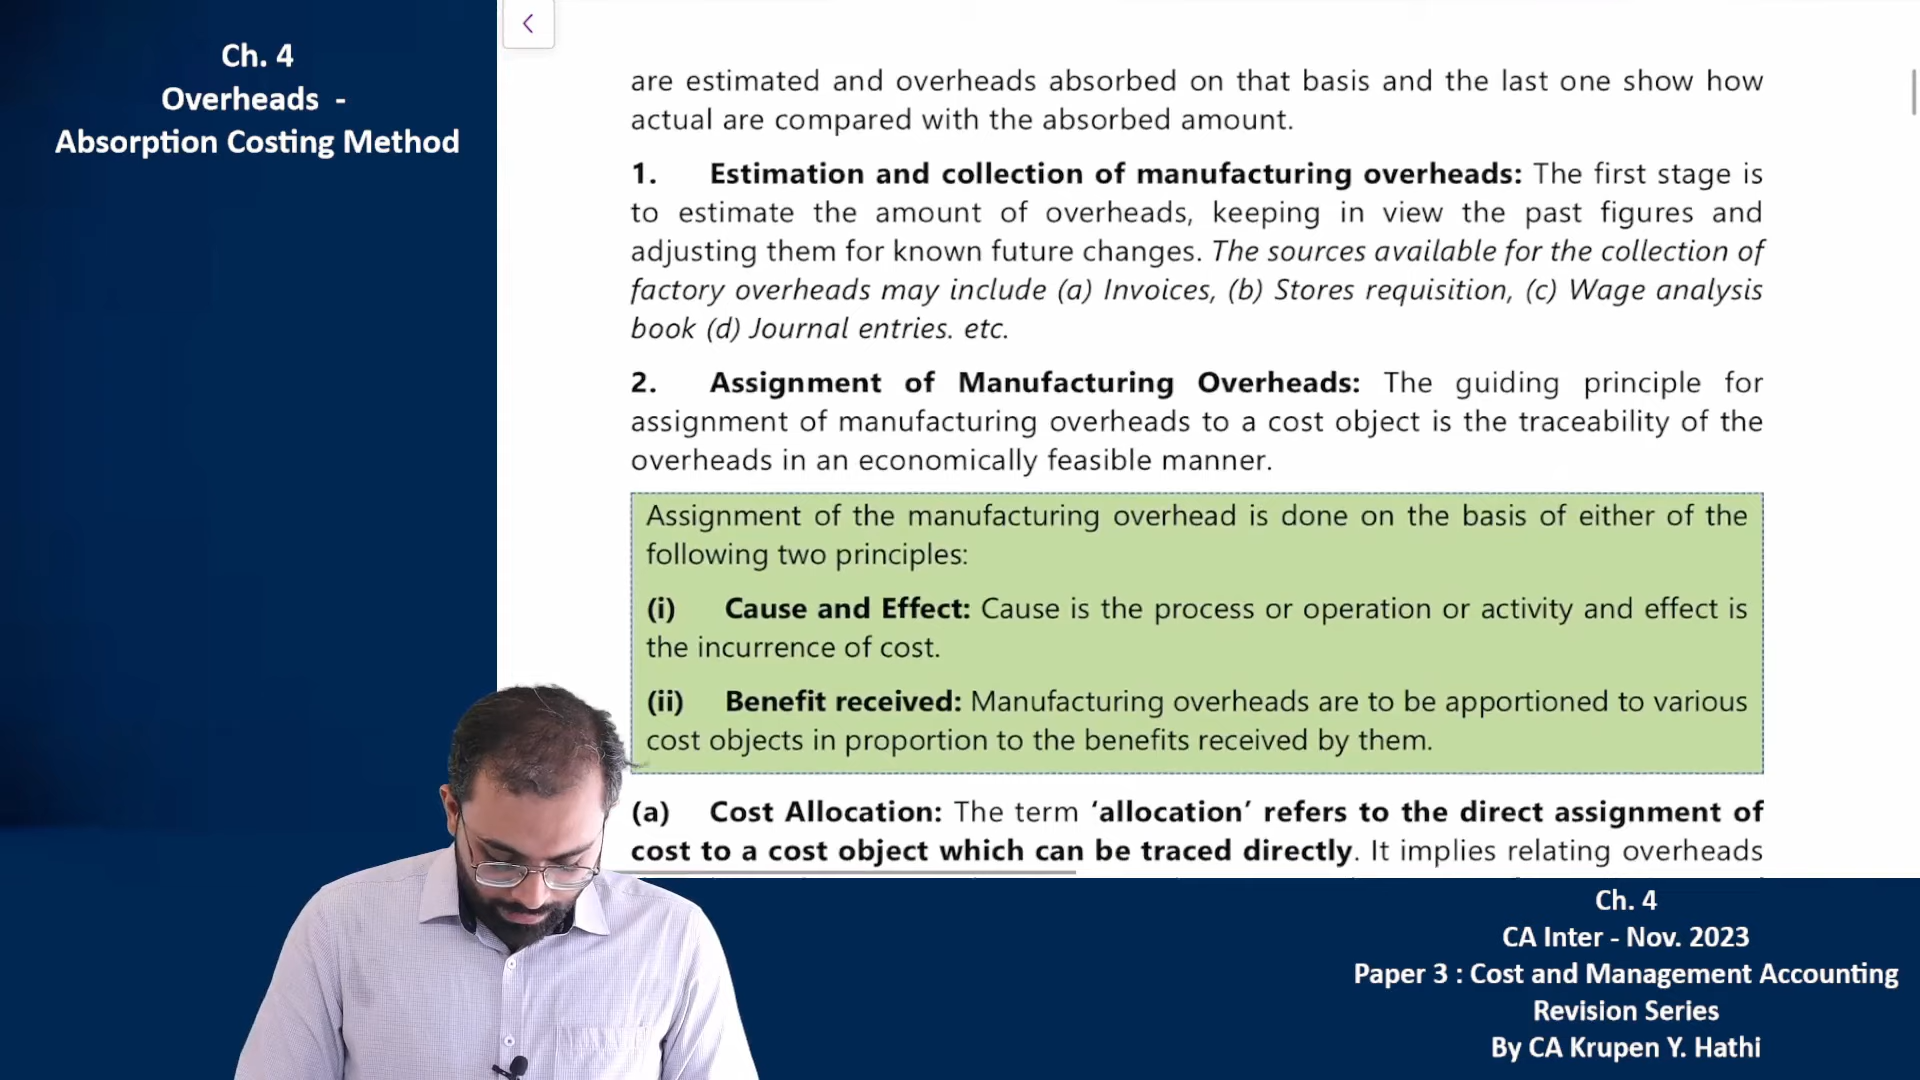 Ch. 4
Overheads -
Absorption Costing Method
are estimated and overheads absorbed on that basis and the last one show how
actual are compared with the absorbed amount.
1. Estimation and collection of manufacturing overheads: The first stage is
to estimate the amount of overheads, keeping in view the past figures and
adjusting them for known future changes. The sources available for the collection of
factory overheads may include (a) Invoices, (b) Stores requisition, (c) Wage analysis
book (d) Journal entries. etc.
2. Assignment of Manufacturing Overheads: The guiding principle for
assignment of manufacturing overheads to a cost object is the traceability of the
overheads in an economically feasible manner.
Assignment of the manufacturing overhead is done on the basis of either of the
following two principles:
(i) Cause and Effect: Cause is the process or operation or activity and effect is
the incurrence of cost.
(ii) Benefit received: Manufacturing overheads are to be apportioned to various
cost objects in proportion to the benefits received by them.
(a) Cost Allocation: The term ‘allocation’ refers to the direct assignment of
cost to a cost object which can be traced directly. It implies relating overheads
Ch. 4
CA Inter - Nov. 2023
Paper 3 : Cost and Management Accounting
Revision Series
By CA Krupen Y. Hathi